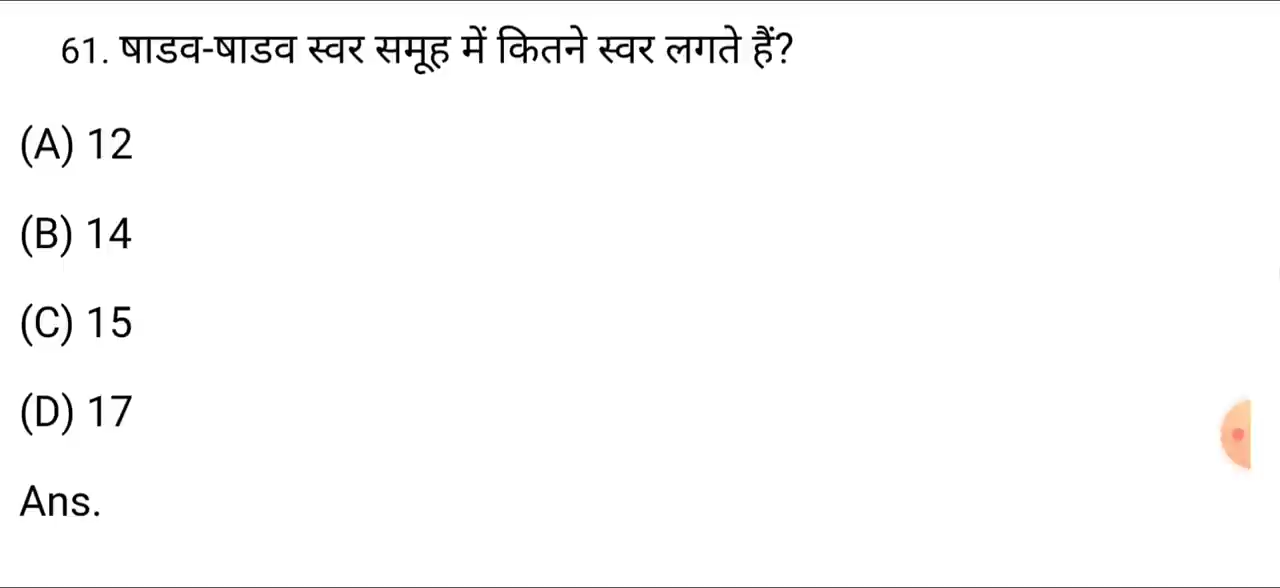 61. षाडव-षाडव स्वर समूह में कितने स्वर लगते हैं?
(A) 12
(B) 14
(C) 15
(D) 17
Ans.